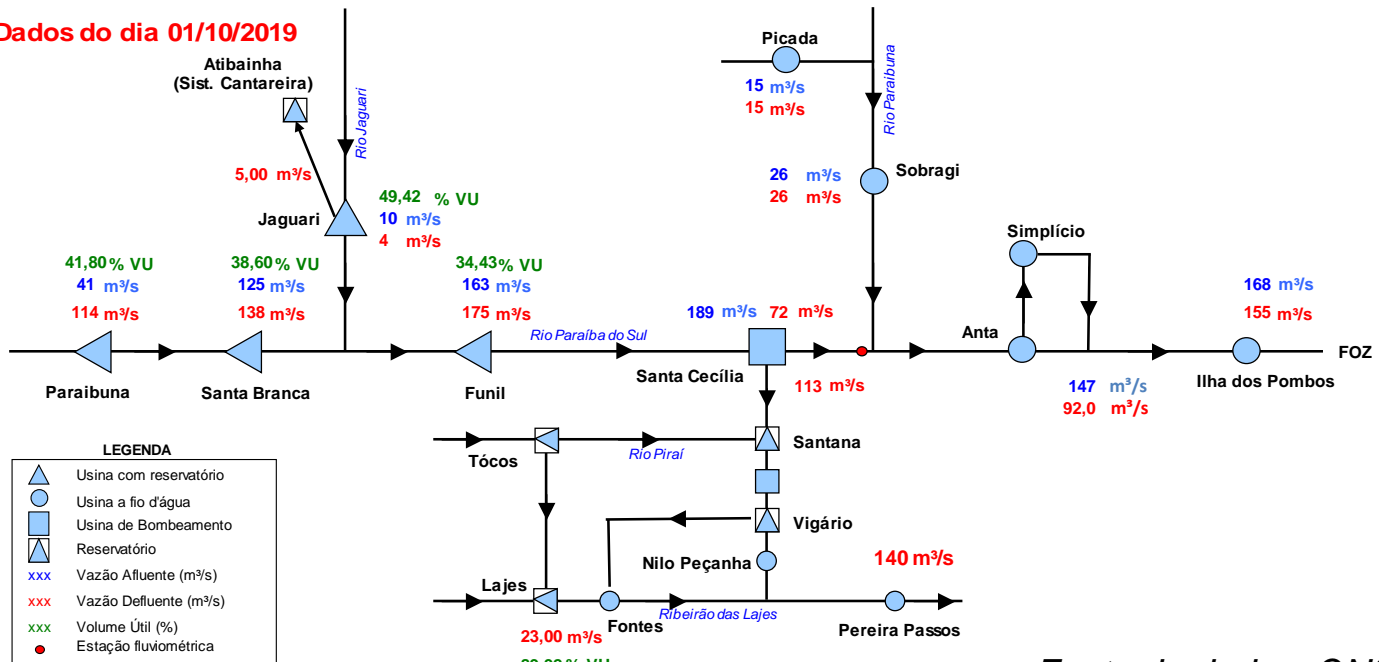 Dados do dia 01/10/2019
Atibainha
(Sist. Cantareira)
Rio Jaguari
5,00 m³/s
Jaguari
49,42 % VU
10 m³/s
4 m³/s
Picada
15 m³/s
15 m³/s
Rio Paraibuna
26 m³/s
26 m³/s
Sobragi
41,80 % VU
41 m³/s
114 m³/s
Paraibuna
38,60 % VU
125 m³/s
138 m³/s
Santa Branca
34,43 % VU
163 m³/s
175 m³/s
Funil
Rio Paraíba do Sul
189 m³/s 72 m³/s
Santa Cecília
113 m³/s
Simplício
Anta
147 m³/s
92,0 m³/s
168 m³/s
155 m³/s
Ilha dos Pombos
FOZ
Tócos
Rio Piraí
Santana
Vigário
Nilo Peçanha
140 m³/s
Lajes
Fontes
Ribeirão das Lajes
Pereira Passos
23,00 m³/s
% VU
LEGENDA
Usina com reservatório
Usina a fio d'água
Usina de Bombeamento
Reservatório
xxx Vazão Afluente (m³/s)
xxx Vazão Defluente (m³/s)
xxx Volume Útil (%)
Estação fluviométrica